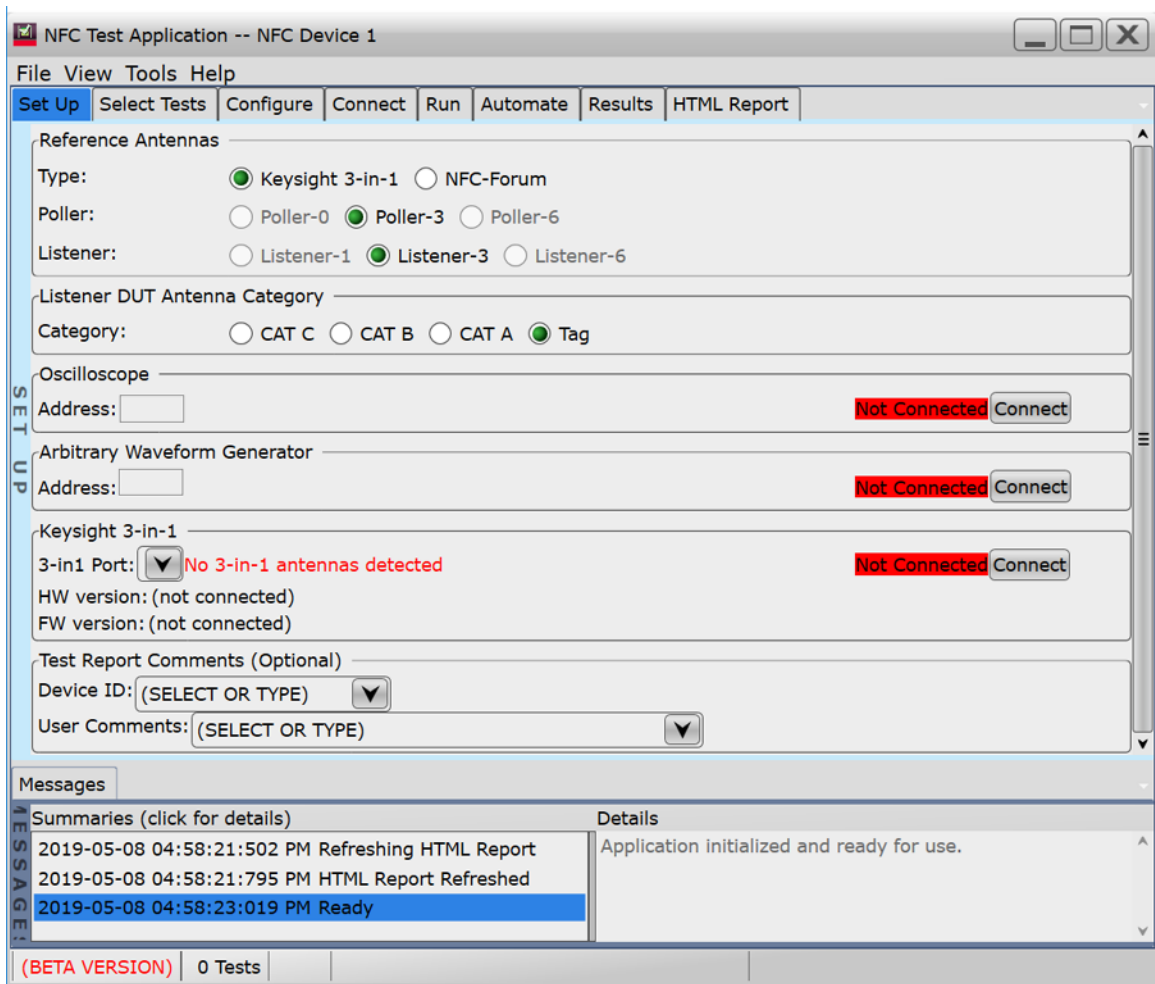 NFC Test Application -- NFC Device 1
File View Tools Help
Set Up Select Tests Configure Connect Run Automate Results HTML Report
Reference Antennas
Type: Keysight 3-in-1 NFC-Forum
Poller: Poller-0 Poller-3 Poller-6
Listener: Listener-1 Listener-3 Listener-6
Listener DUT Antenna Category
Category: CAT C CAT B CAT A Tag
Oscilloscope
SET UP
Address: Not Connected Connect
Arbitrary Waveform Generator
Address: Not Connected Connect
Keysight 3-in-1
3-in1 Port: No 3-in-1 antennas detected Not Connected Connect
HW version: (not connected)
FW version: (not connected)
Test Report Comments (Optional)
Device ID: (SELECT OR TYPE)
User Comments: (SELECT OR TYPE)
Messages
MESSAGES
Summaries (click for details) Details
2019-05-08 04:58:21:502 PM Refreshing HTML Report Application initialized and ready for use.
2019-05-08 04:58:21:795 PM HTML Report Refreshed
2019-05-08 04:58:23:019 PM Ready
(BETA VERSION) 0 Tests